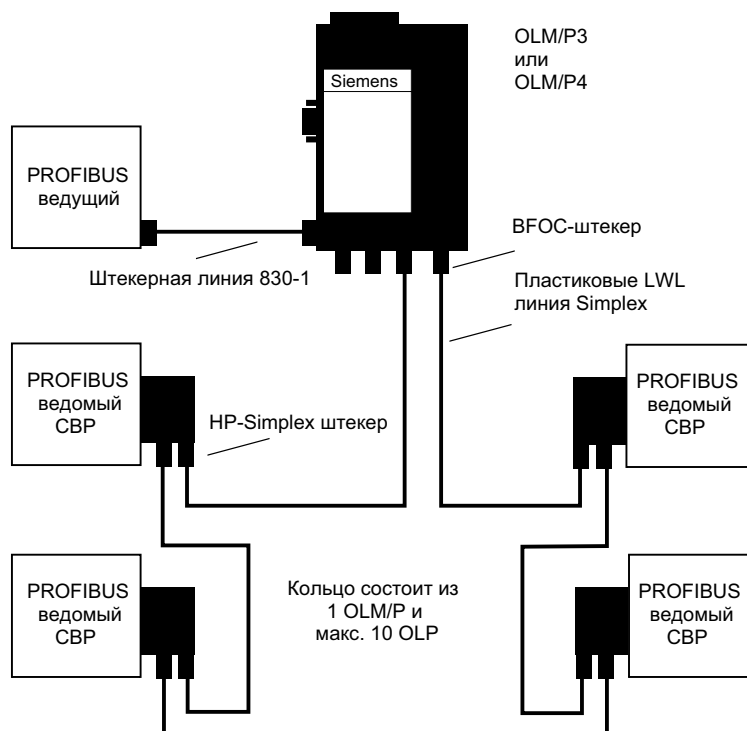 OLM/P3
или
OLM/P4
Siemens
PROFIBUS
ведущий
BFOC-штекер
Штекерная линия 830-1
Пластиковые LWL
линия Simplex
PROFIBUS
ведомый
CBP
HP-Simplex штекер
PROFIBUS
ведомый
CBP
PROFIBUS
ведомый
CBP
Кольцо состоит из
1 OLM/P и
макс. 10 OLP
PROFIBUS
ведомый
CBP